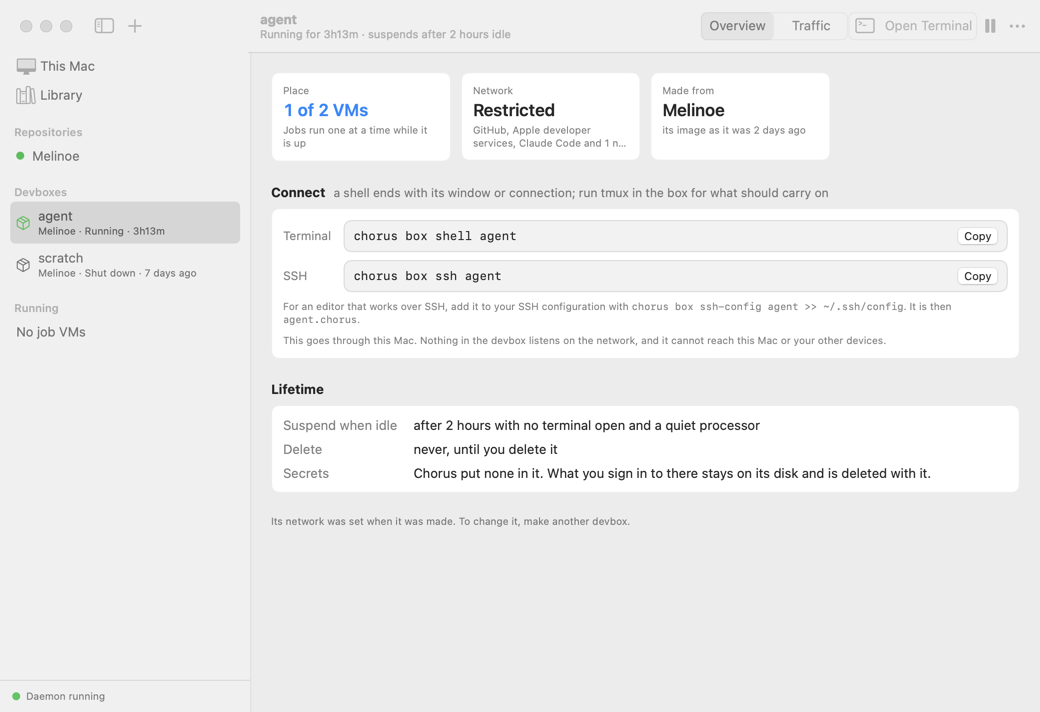 agent
Running for 3h13m · suspends after 2 hours idle
Overview
Traffic
Open Terminal
This Mac
Library
Repositories
Melinoe
Devboxes
agent
Melinoe · Running · 3h13m
scratch
Melinoe · Shut down · 7 days ago
Running
No job VMs
Daemon running
Place
1 of 2 VMs
Jobs run one at a time while it
is up
Network
Restricted
GitHub, Apple developer
services, Claude Code and 1 n...
Made from
Melinoe
its image as it was 2 days ago
Connect a shell ends with its window or connection; run tmux in the box for what should carry on
Terminal chorus box shell agent Copy
SSH chorus box ssh agent Copy
For an editor that works over SSH, add it to your SSH configuration with chorus box ssh-config agent >> ~/.ssh/config. It is then
agent.chorus.
This goes through this Mac. Nothing in the devbox listens on the network, and it cannot reach this Mac or your other devices.
Lifetime
Suspend when idle after 2 hours with no terminal open and a quiet processor
Delete never, until you delete it
Secrets Chorus put none in it. What you sign in to there stays on its disk and is deleted with it.
Its network was set when it was made. To change it, make another devbox.